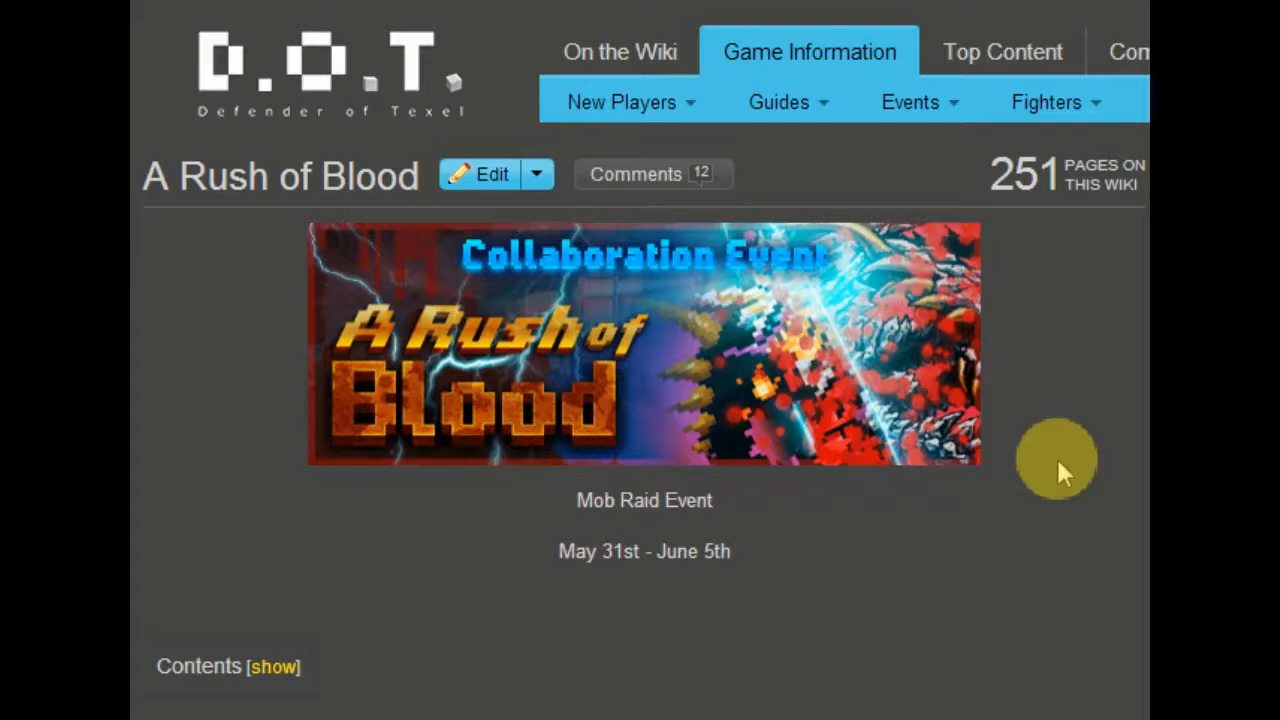 D.O.T.
Defender of Texel
On the Wiki
Game Information
Top Content
Com
New Players
Guides
Events
Fighters
A Rush of Blood
Edit
Comments 12
251 PAGES ON
THIS WIKI
Collaboration Event
A Rush of
Blood
Mob Raid Event
May 31st - June 5th
Contents [show]